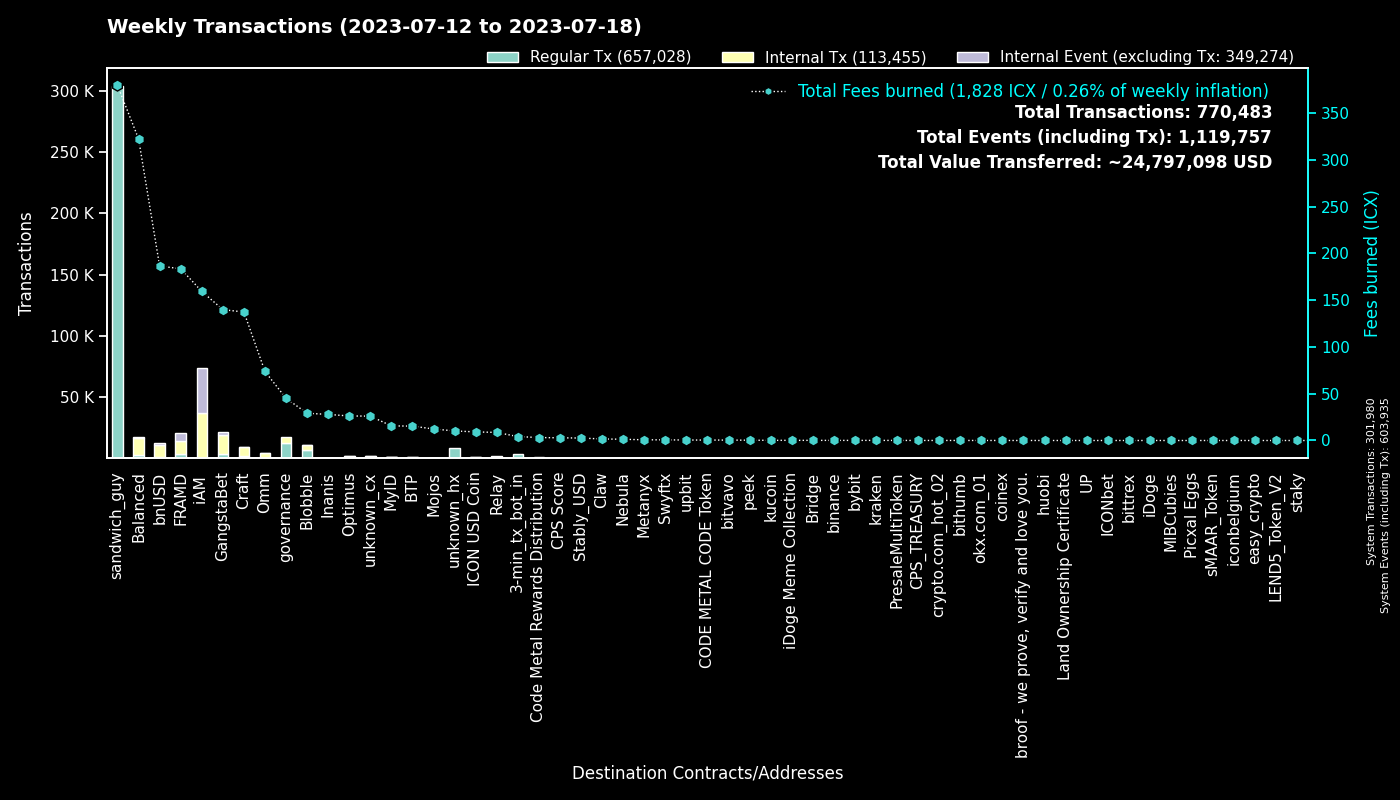 Weekly Transactions (2023-07-12 to 2023-07-18)
Regular Tx (657,028)
Internal Tx (113,455)
Internal Event (excluding Tx: 349,274)
Total Fees burned (1,828 ICX / 0.26% of weekly inflation)
Total Transactions: 770,483
Total Events (including Tx): 1,119,757
Total Value Transferred: ~24,797,098 USD
Transactions
300 K
250 K
200 K
150 K
100 K
50 K
350
300
250
200
150
100
50
0
Fees burned (ICX)
System Transactions: 301,980
System Events (including Tx): 603,935
sandwich_guy
Balanced
bnUSD
FRAMD
iAM
GangstaBet
Craft
Omm
governance
Blobble
Inanis
Optimus
unknown_cx
MyID
BTP
Mojos
unknown_hx
ICON USD Coin
Relay
3-min_tx_bot_in
Code Metal Rewards Distribution
CPS Score
Stably_USD
Claw
Nebula
Metanyx
Swyftx
upbit
CODE METAL CODE Token
bitvavo
peek
kucoin
iDoge Meme Collection
Bridge
binance
bybit
kraken
PresaleMultiToken
CPS_TREASURY
crypto.com_hot_02
bithumb
okx.com_01
coinex
broof - we prove, verify and love you.
huobi
Land Ownership Certificate
UP
ICONbet
bittrex
iDoge
MIBCubies
Picxal Eggs
sMAAR_Token
iconbelgium
easy_crypto
LEND5_Token_V2
staky
Destination Contracts/Addresses